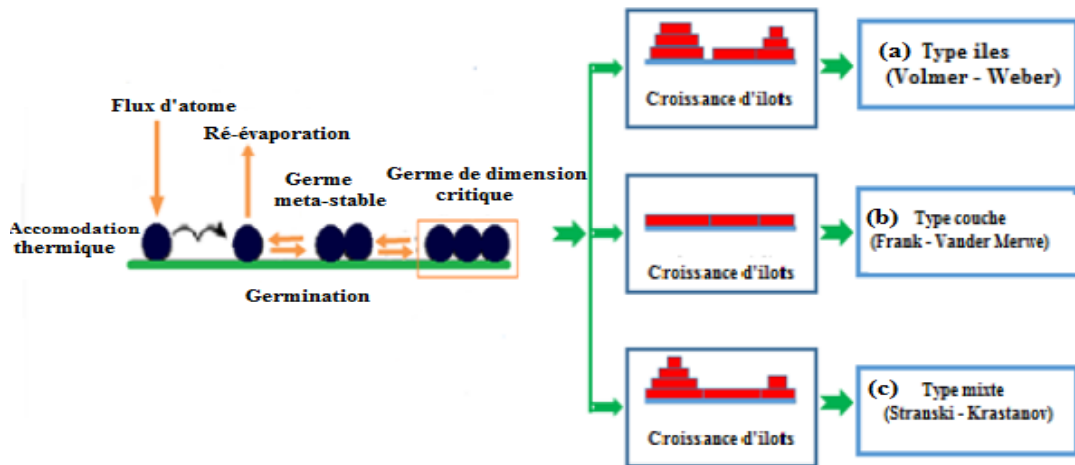 Flux d'atome
Ré-évaporation
Germe
meta-stable
Germe de dimension
critique
Accomodation
thermique
Germination
Croissance d'ilots
(a) Type iles
(Volmer - Weber)
Croissance d'ilots
(b) Type couche
(Frank - Vander Merwe)
Croissance d'ilots
(c) Type mixte
(Stranski - Krastanov)